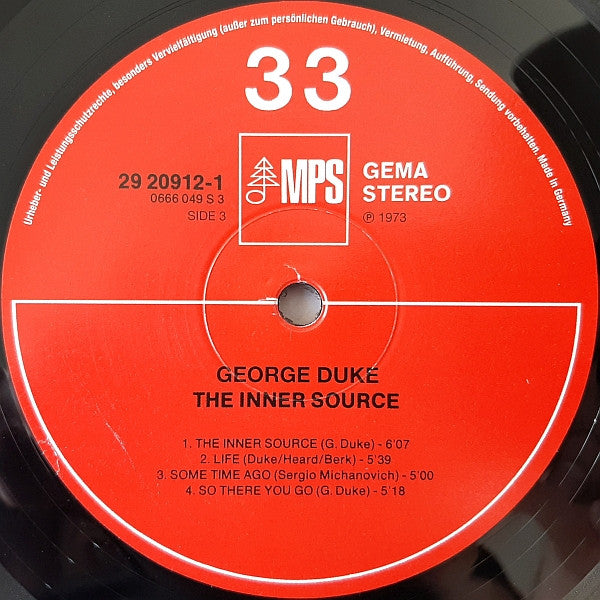 Urheber- und Leistungsschutzrechte, besonders Vervielfältigung (außer zum persönlichen Gebrauch), Vermietung, Aufführung, Sendung vorbehalten. Made in Germany
33
MPS
GEMA
STEREO
29 20912-1
0666 049 S 3
SIDE 3
℗ 1973
GEORGE DUKE
THE INNER SOURCE
1. THE INNER SOURCE (G. Duke) - 6'07
2. LIFE (Duke/Heard/Berk) - 5'39
3. SOME TIME AGO (Sergio Michanovich) - 5'00
4. SO THERE YOU GO (G. Duke) - 5'18